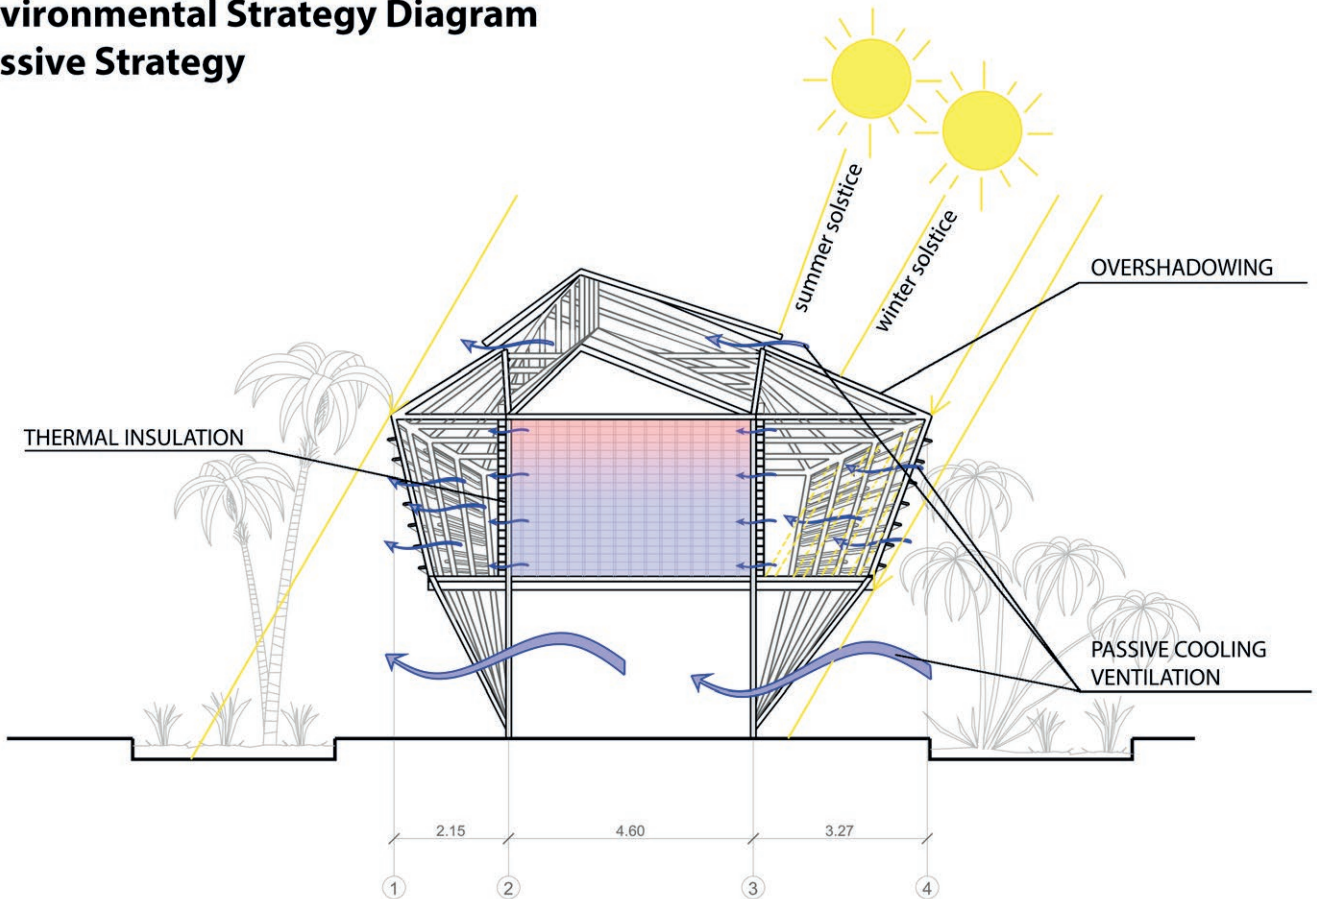 vironmental Strategy Diagram
ssive Strategy
summer solstice
winter solstice
OVERSHADOWING
THERMAL INSULATION
PASSIVE COOLING
VENTILATION
2.15
4.60
3.27
1
2
3
4